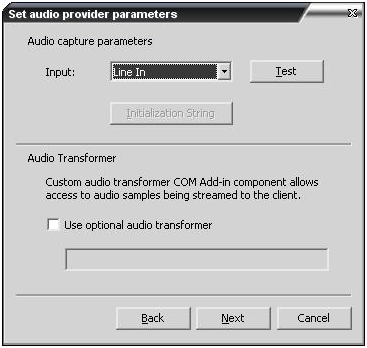 Set audio provider parameters
Audio capture parameters
Input: Line In Test
Initialization String
Audio Transformer
Custom audio transformer COM Add-in component allows
access to audio samples being streamed to the client.
Use optional audio transformer
Back Next Cancel